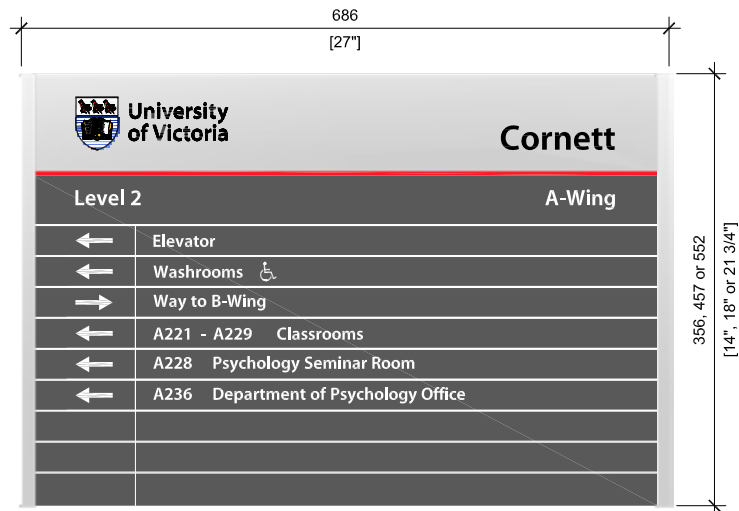 686
[27"]
University
of Victoria
Cornett
Level 2 A-Wing
Elevator
Washrooms
Way to B-Wing
A221 - A229 Classrooms
A228 Psychology Seminar Room
A236 Department of Psychology Office
356, 457 or 552
[14", 18" or 21 3/4"]